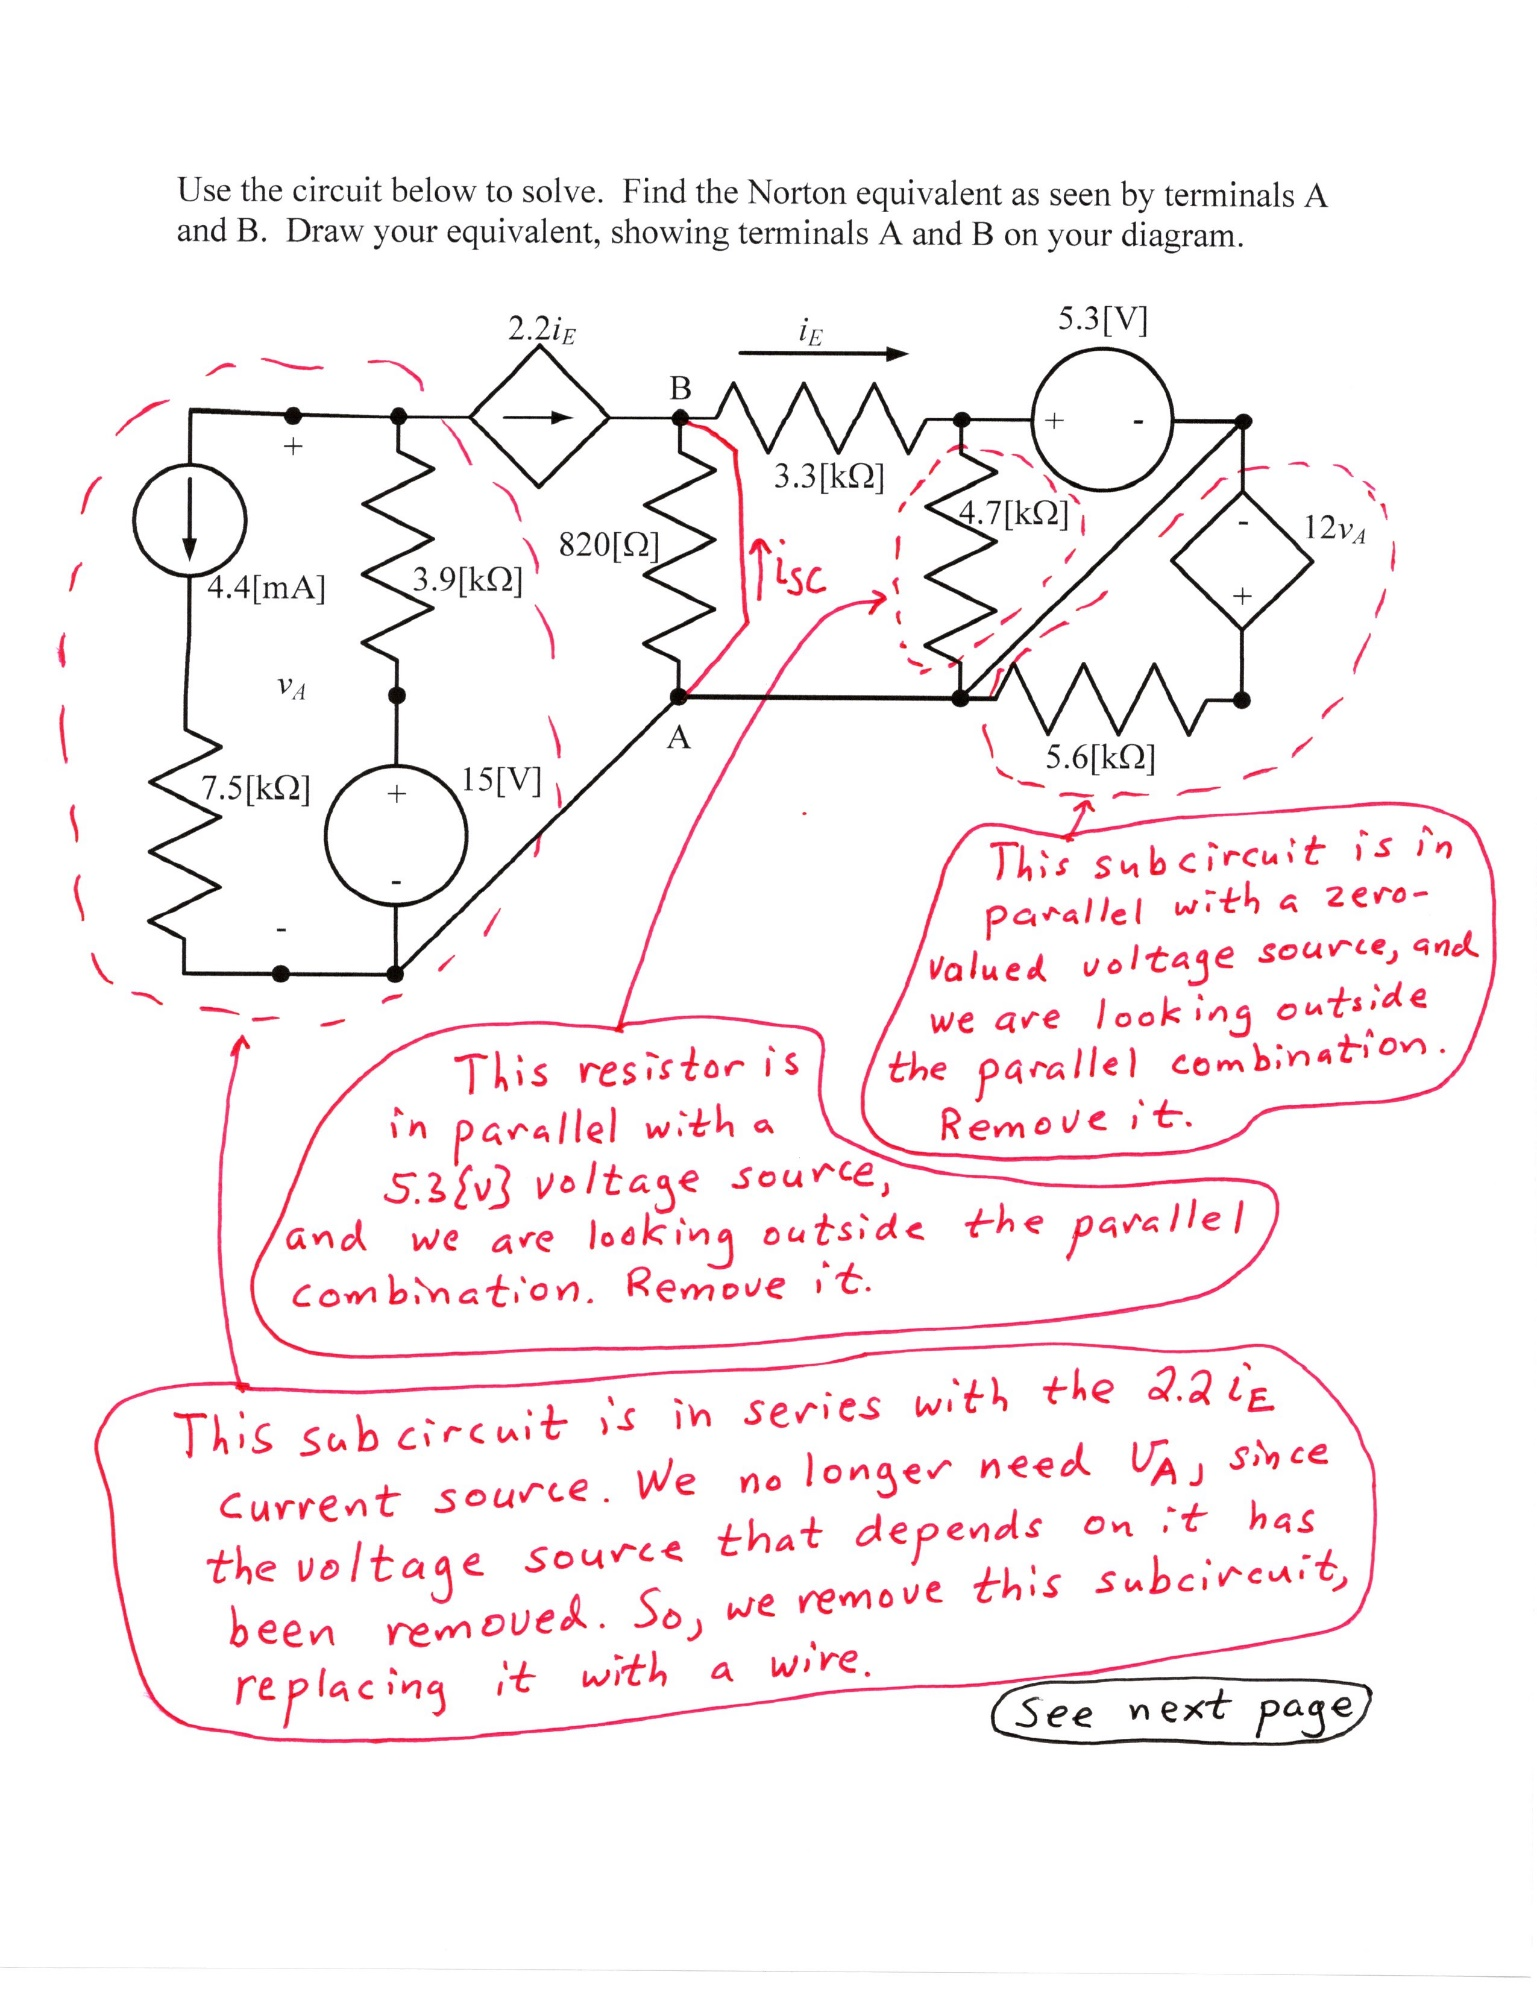 Use the circuit below to solve. Find the Norton equivalent as seen by terminals A
and B. Draw your equivalent, showing terminals A and B on your diagram.
2.2iE
iE
5.3[V]
B
+
+ -
3.3[kΩ]
4.7[kΩ]
-
12vA
820[Ω]
isc
4.4[mA]
3.9[kΩ]
+
vA
A
5.6[kΩ]
7.5[kΩ]
+
15[V]
-
-
This subcircuit is in
parallel with a zero-
valued voltage source, and
we are looking outside
the parallel combination.
Remove it.
This resistor is
in parallel with a
5.3{v} voltage source,
and we are looking outside the parallel
combination. Remove it.
This subcircuit is in series with the 2.2 iE
current source. We no longer need vA, since
the voltage source that depends on it has
been removed. So, we remove this subcircuit,
replacing it with a wire.
See next page